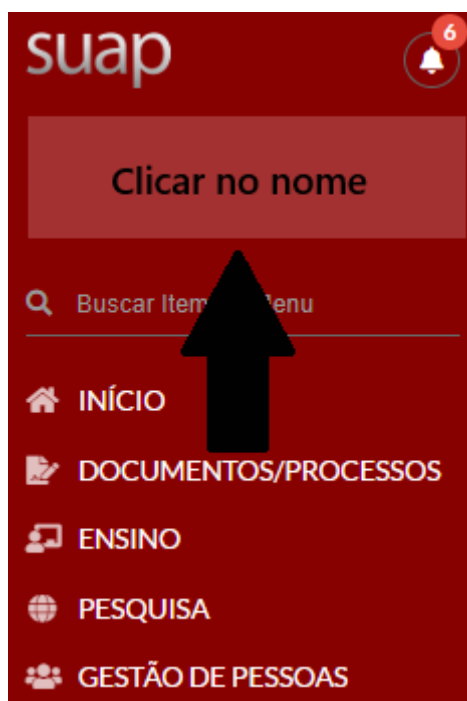 suap
6
Clicar no nome
Buscar Item enu
INÍCIO
DOCUMENTOS/PROCESSOS
ENSINO
PESQUISA
GESTÃO DE PESSOAS